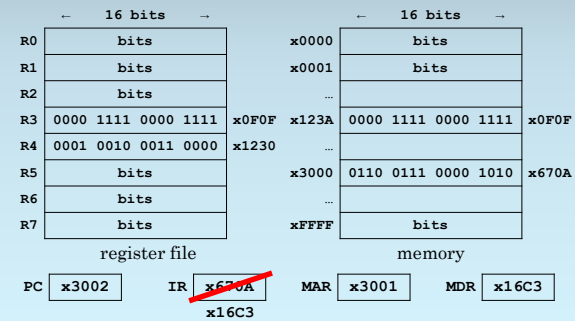 ← 16 bits → ← 16 bits →
R0 bits x0000 bits
R1 bits x0001 bits
R2 bits …
R3 0000 1111 0000 1111 x0F0F x123A 0000 1111 0000 1111 x0F0F
R4 0001 0010 0011 0000 x1230 …
R5 bits x3000 0110 0111 0000 1010 x670A
R6 bits …
R7 bits xFFFF bits
register file memory
PC x3002 IR x670A MAR x3001 MDR x16C3
x16C3